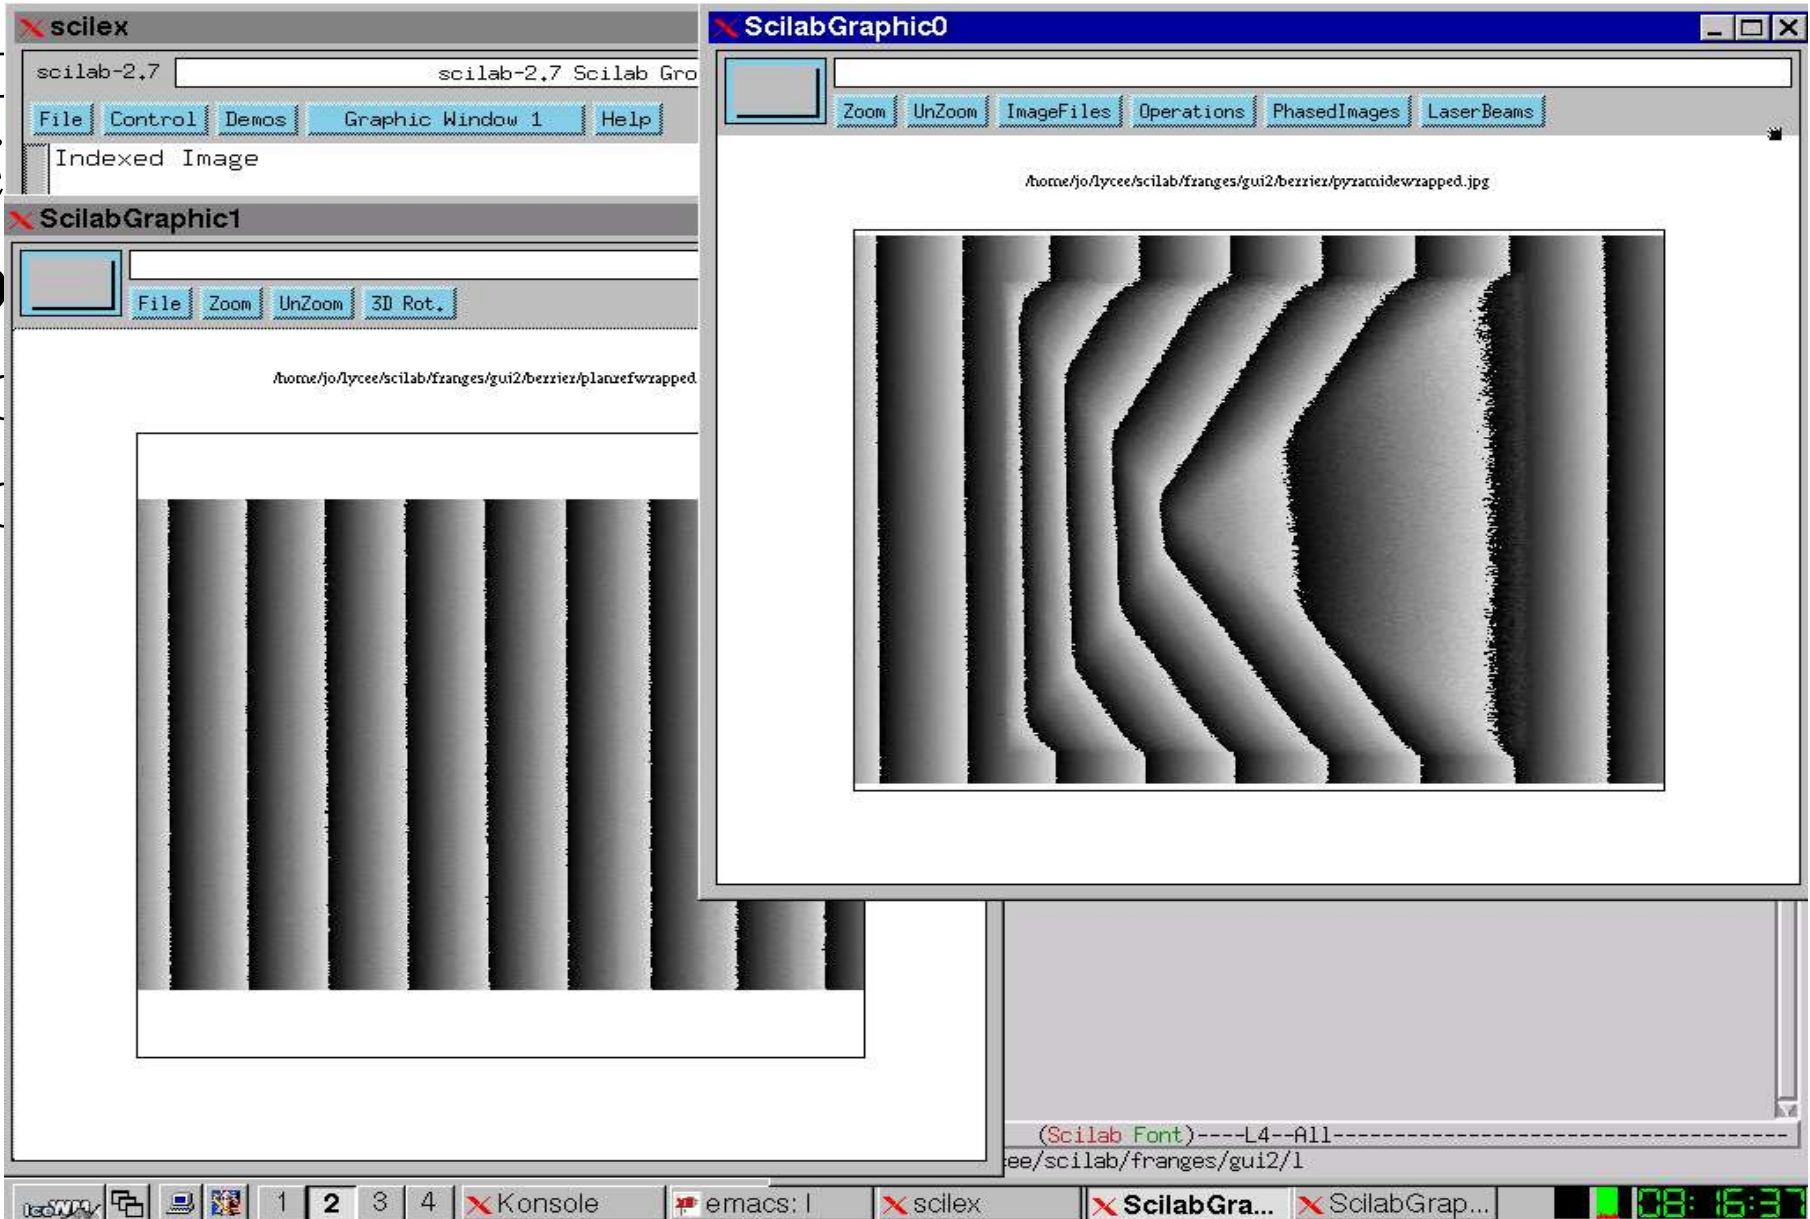 scilex
scilab-2.7
scilab-2.7 Scilab Gro
File Control Demos Graphic Window 1 Help
Indexed Image
ScilabGraphic1
File Zoom UnZoom 3D Rot.
/home/jo/lycee/scilab/franges/gui2/berrier/planrefwrapped
ScilabGraphic0
Zoom UnZoom ImageFiles Operations PhasedImages LaserBeams
/home/jo/lycee/scilab/franges/gui2/berrier/pyramidewrapped.jpg
(Scilab Font)----L4--All-----------------------------------
ee/scilab/franges/gui2/l
IceWM 1 2 3 4 Konsole emacs: l scilex ScilabGra... ScilabGrap... 08:16:37